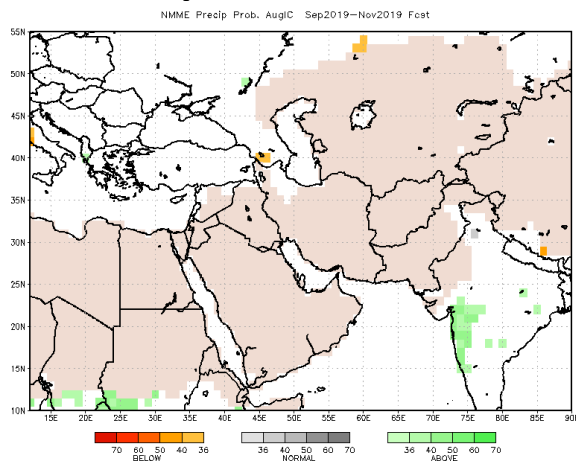 NMME Precip Prob. AugIC Sep2019-Nov2019 Fcst
55N
50N
45N
40N
35N
30N
25N
20N
15N
10N
15E 20E 25E 30E 35E 40E 45E 50E 55E 60E 65E 70E 75E 80E 85E 90E
70 60 50 40 36 36 40 50 60 70 36 40 50 60 70
BELOW NORMAL ABOVE